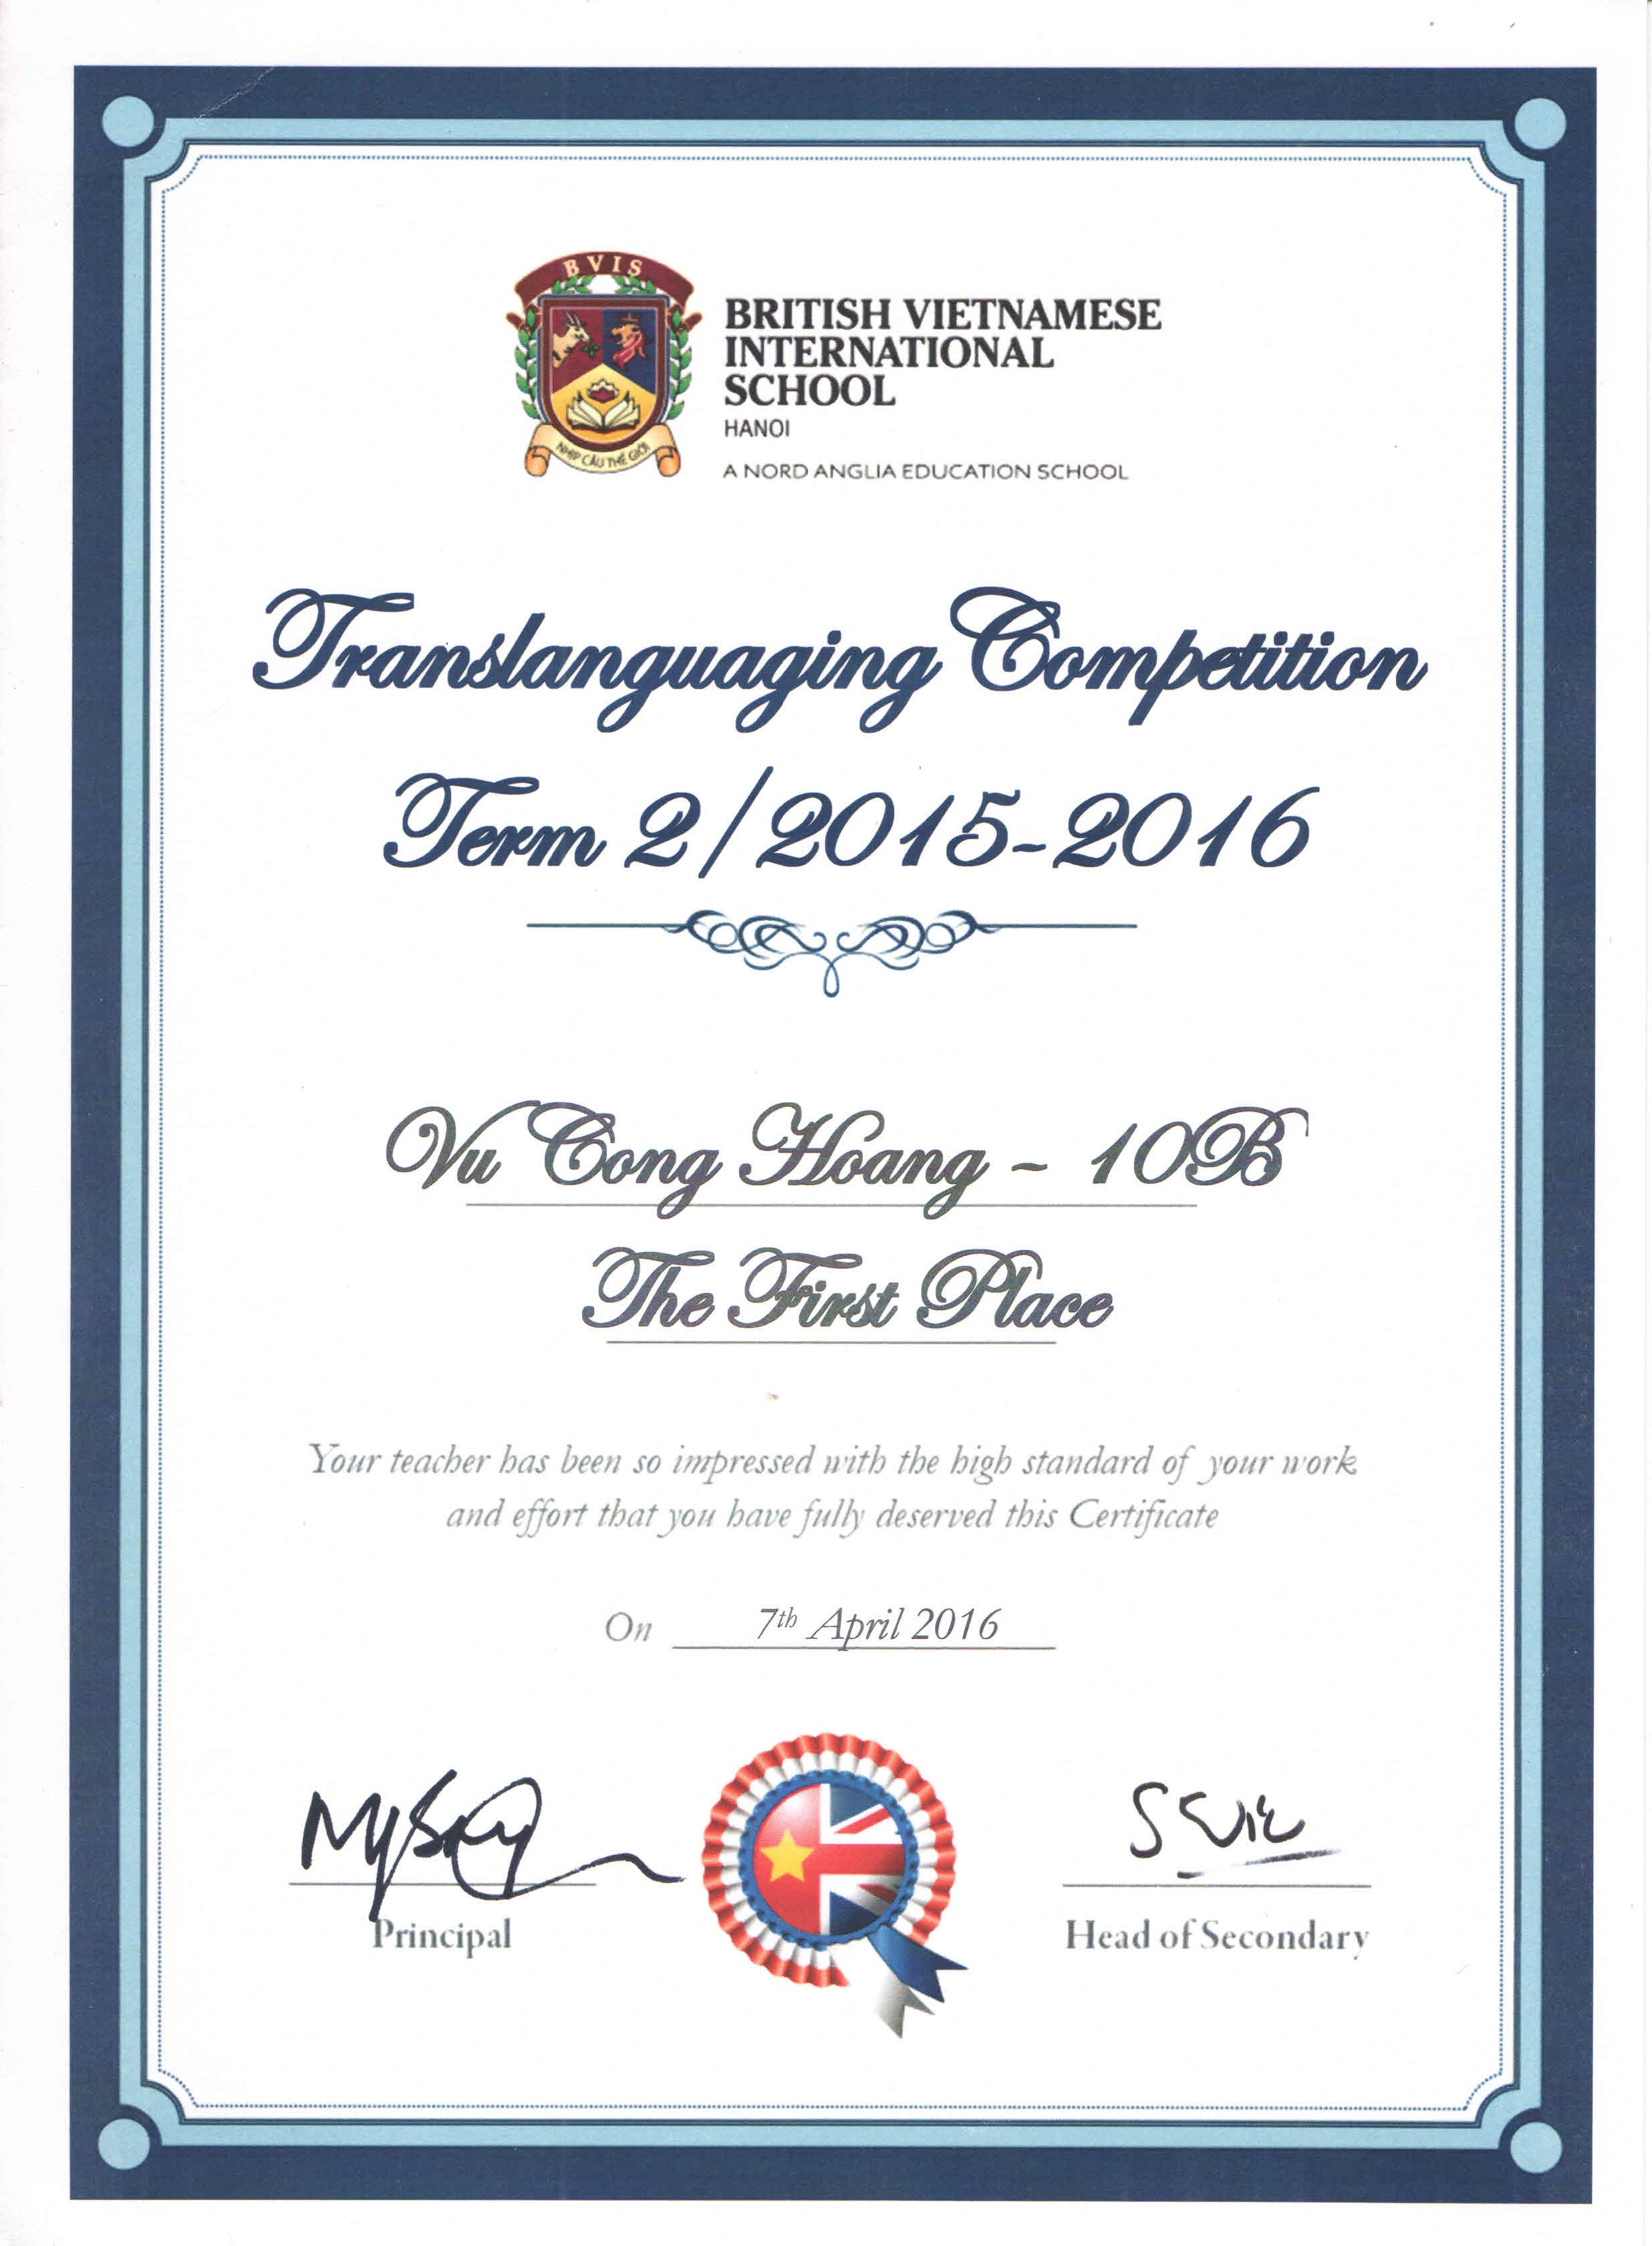 BVIS
NHỊP CẦU THẾ GIỚI
BRITISH VIETNAMESE
INTERNATIONAL
SCHOOL
HANOI
A NORD ANGLIA EDUCATION SCHOOL
Translanguaging Competition
Term 2/2015-2016
Vu Cong Hoang - 10B
The First Place
Your teacher has been so impressed with the high standard of your work
and effort that you have fully deserved this Certificate
On 7th April 2016
Principal
Head of Secondary